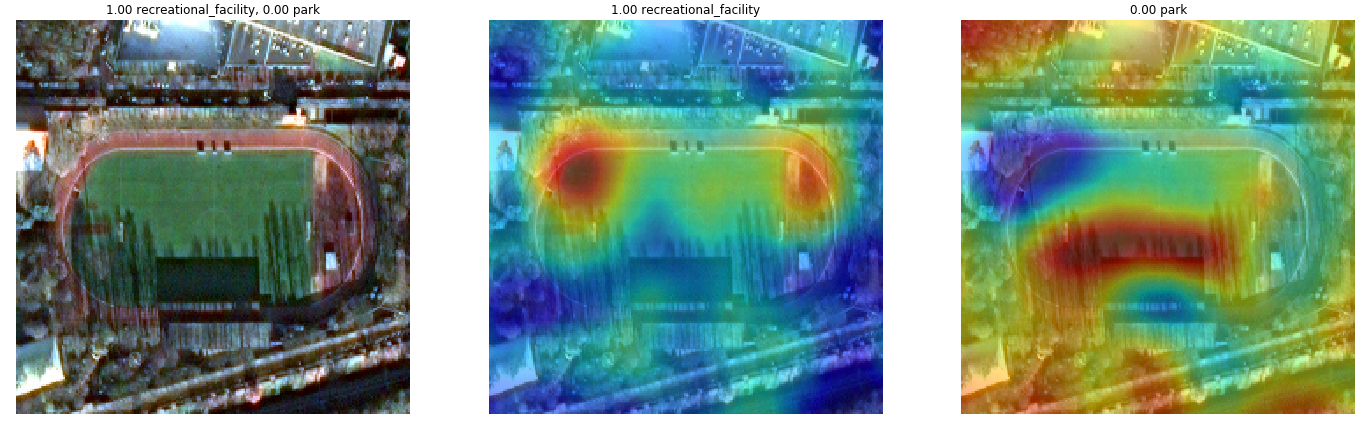 1.00 recreational_facility, 0.00 park
1.00 recreational_facility
0.00 park